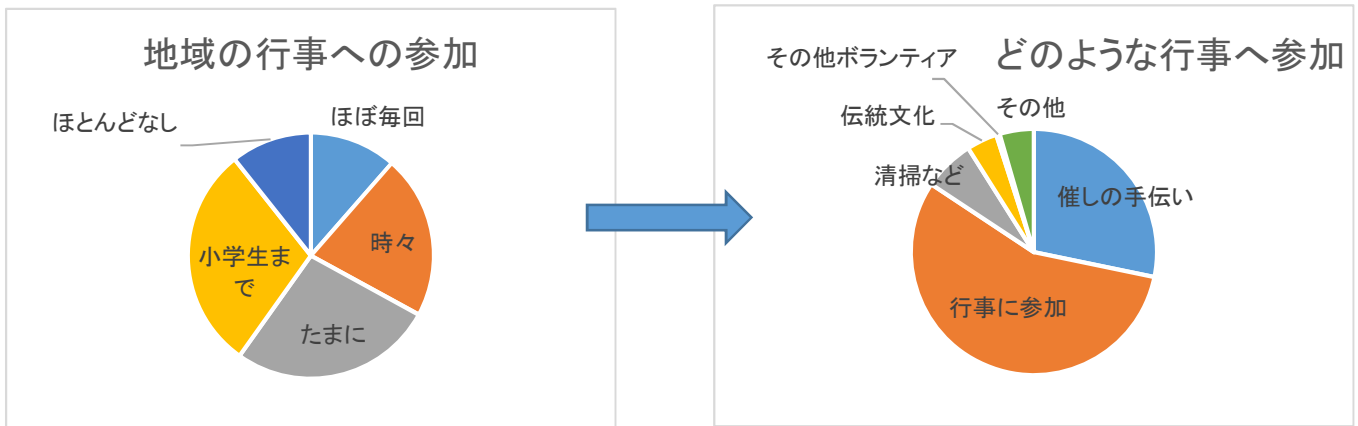 地域の行事への参加
ほとんどなし
ほぼ毎回
時々
小学生ま
で
たまに
どのような行事へ参加
その他ボランティア
その他
伝統文化
清掃など
催しの手伝い
行事に参加